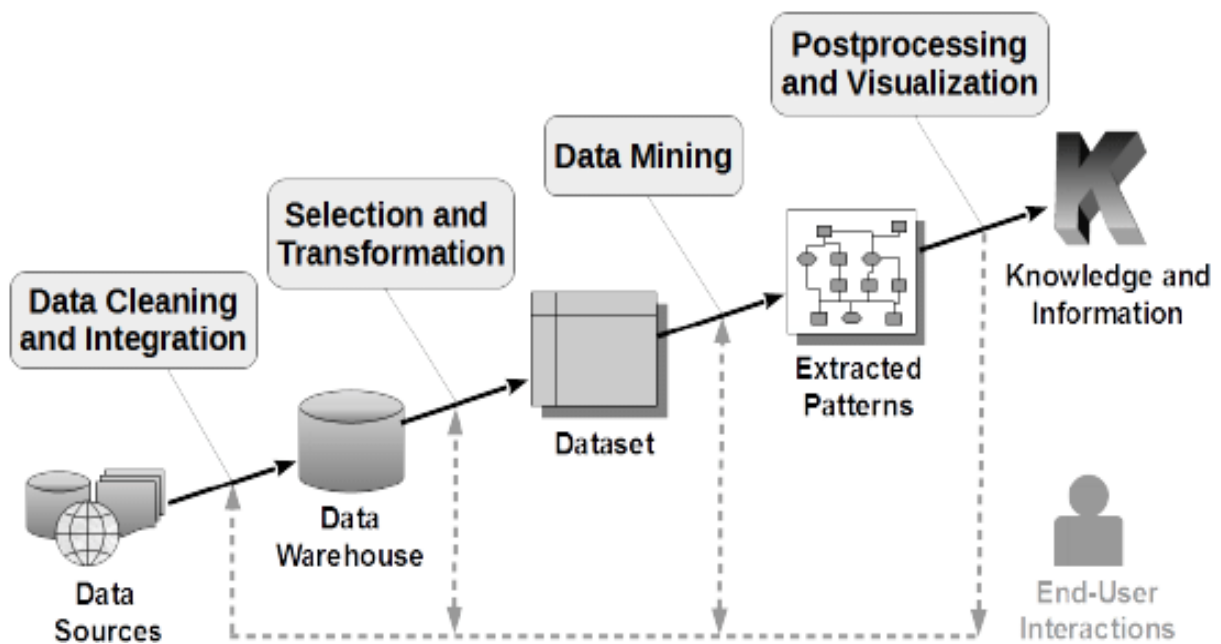 Postprocessing
and Visualization
Data Mining
Selection and
Transformation
Data Cleaning
and Integration
Knowledge and
Information
Extracted
Patterns
Dataset
Data
Warehouse
Data
Sources
End-User
Interactions